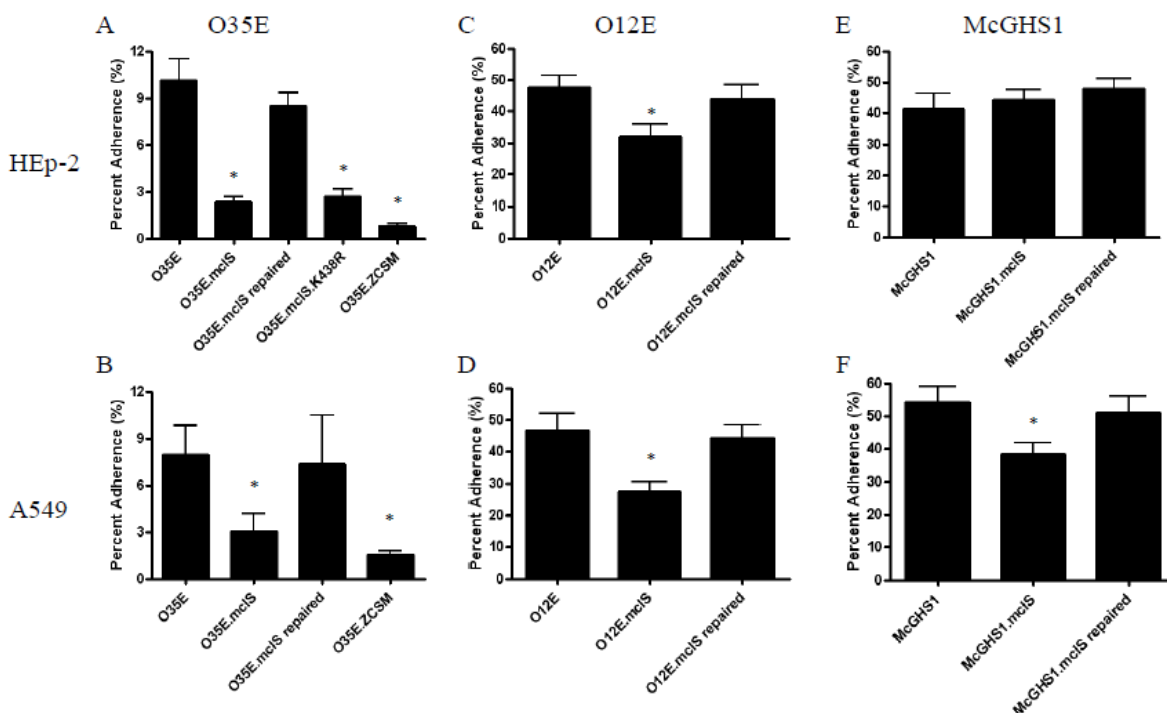 A O35E
C O12E
E McGHS1
HEp-2
Percent Adherence (%)
12
9
6
3
0
*
*
*
O35E
O35E.mclS
O35E.mclS repaired
O35E.mclS.K438R
O35E.ZCSM
Percent Adherence (%)
60
50
40
30
20
10
0
*
O12E
O12E.mclS
O12E.mclS repaired
Percent Adherence (%)
60
50
40
30
20
10
0
McGHS1
McGHS1.mclS
McGHS1.mclS repaired
A549
B
Percent Adherence (%)
12
9
6
3
0
*
*
O35E
O35E.mclS
O35E.mclS repaired
O35E.ZCSM
D
Percent Adherence (%)
60
50
40
30
20
10
0
*
O12E
O12E.mclS
O12E.mclS repaired
F
Percent Adherence (%)
60
50
40
30
20
10
0
*
McGHS1
McGHS1.mclS
McGHS1.mclS repaired